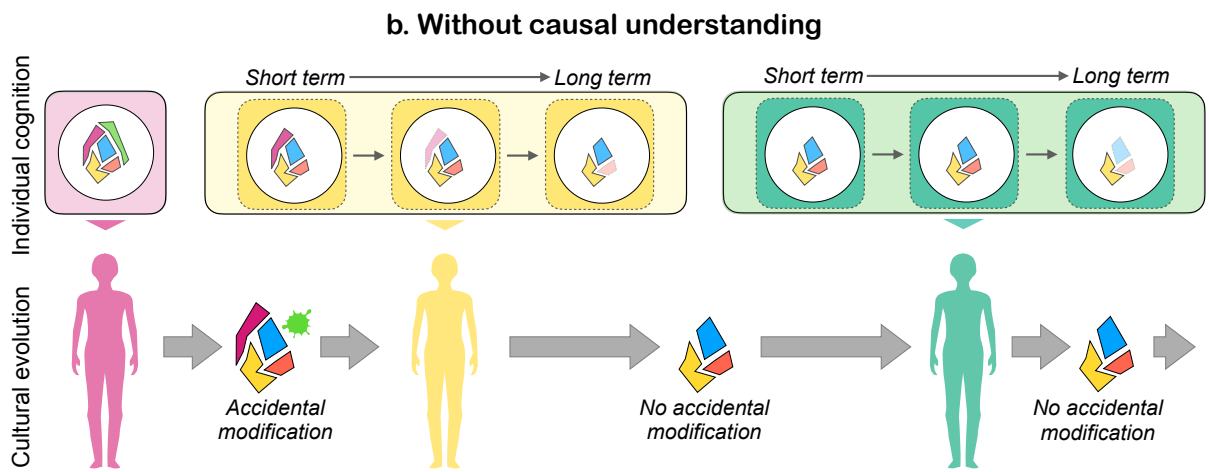 b. Without causal understanding
Individual cognition
Short term
Long term
Short term
Long term
Cultural evolution
Accidental
modification
No accidental
modification
No accidental
modification